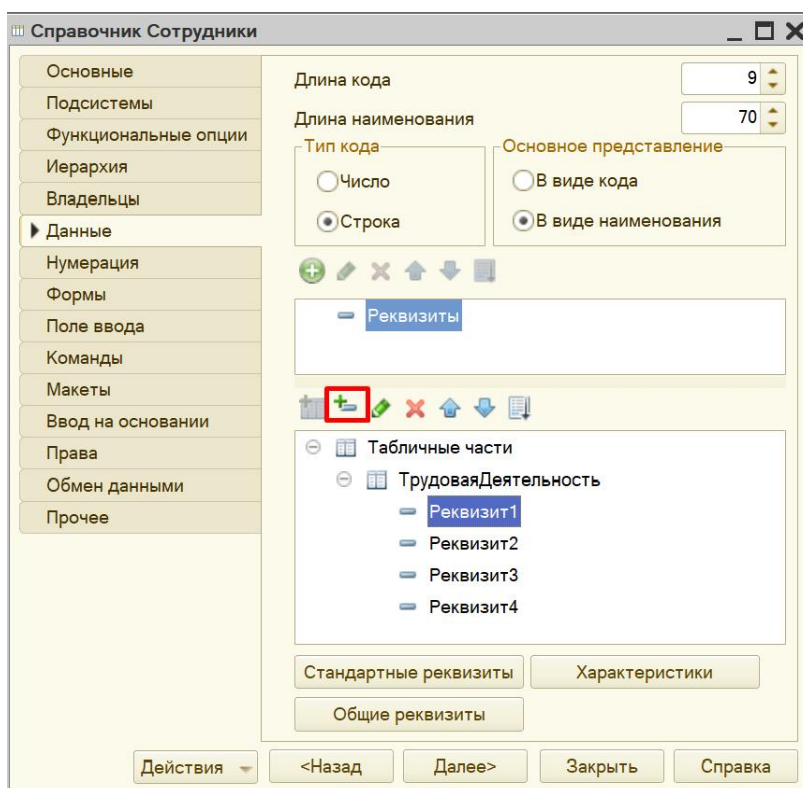 Справочник Сотрудники
Основные
Подсистемы
Функциональные опции
Иерархия
Владельцы
Данные
Нумерация
Формы
Поле ввода
Команды
Макеты
Ввод на основании
Права
Обмен данными
Прочее
Длина кода 9
Длина наименования 70
Тип кода
Число
Строка
Основное представление
В виде кода
В виде наименования
Реквизиты
Табличные части
ТрудоваяДеятельность
Реквизит1
Реквизит2
Реквизит3
Реквизит4
Стандартные реквизиты Характеристики
Общие реквизиты
Действия <Назад Далее> Закрыть Справка